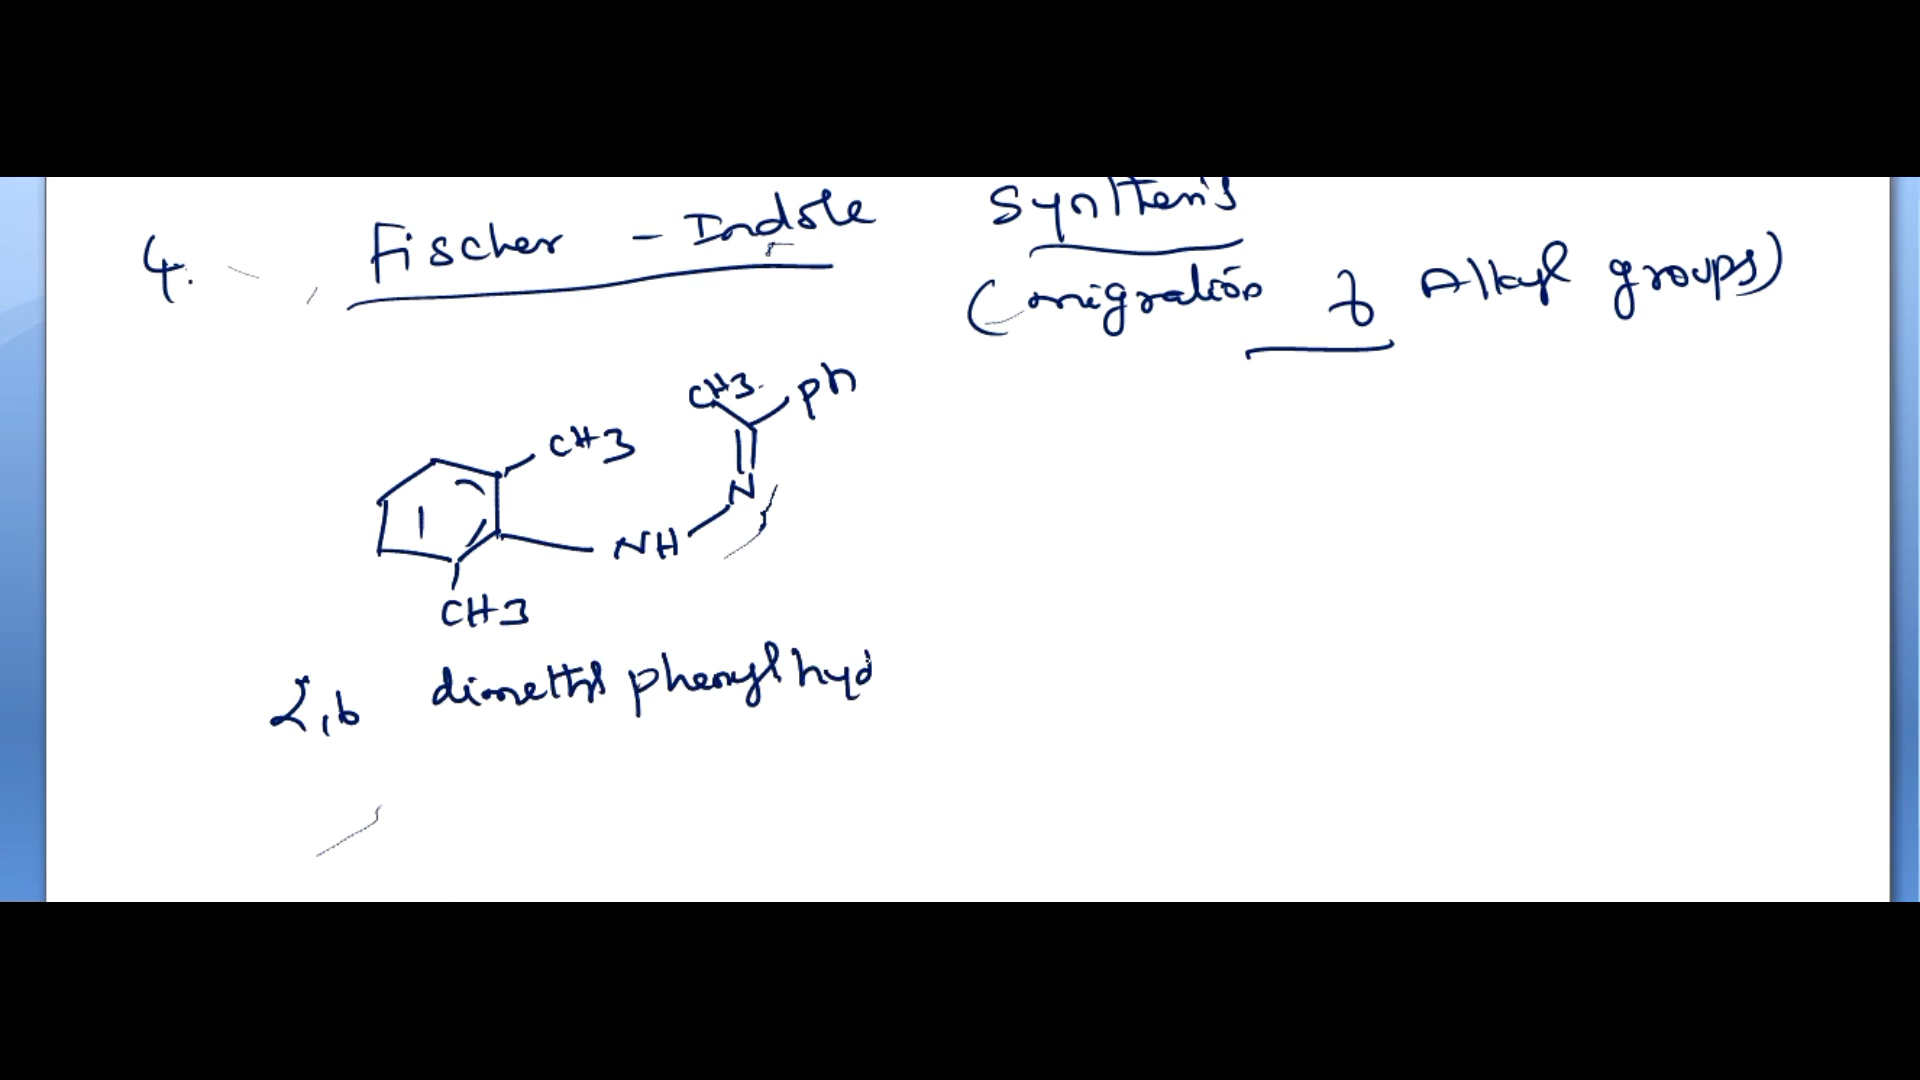 4. Fischer - Indole Synthesis
(migration of Alkyl groups)
CH3 Ph
CH3
N
NH
CH3
2,6 dimethyl phenyl hyd